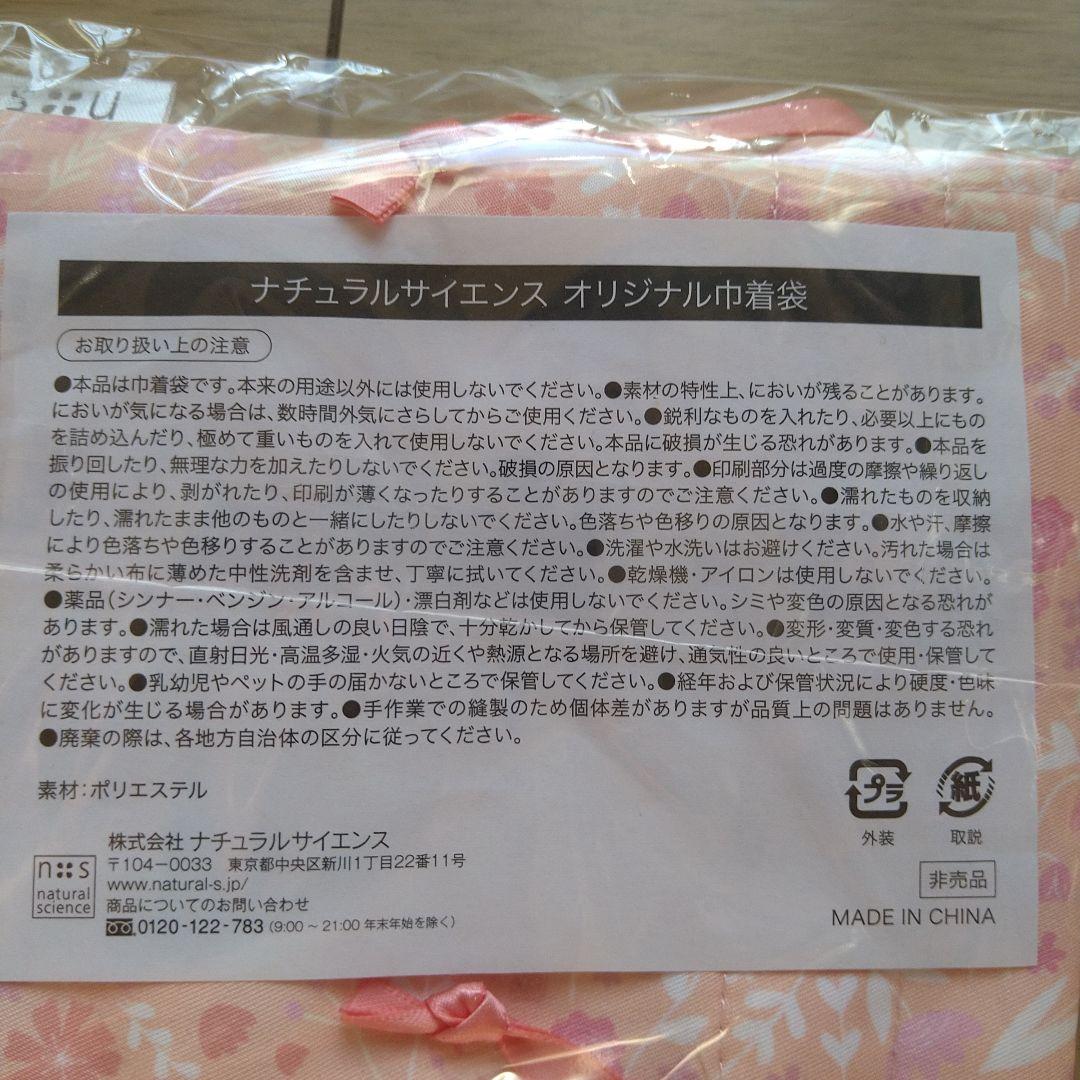 ナチュラルサイエンス オリジナル巾着袋
お取り扱い上の注意
●本品は巾着袋です。本来の用途以外には使用しないでください。●素材の特性上、においが残ることがあります。
においが気になる場合は、数時間外気にさらしてからご使用ください。●鋭利なものを入れたり、必要以上にもの
を詰め込んだり、極めて重いものを入れて使用しないでください。本品に破損が生じる恐れがあります。●本品を
振り回したり、無理な力を加えたりしないでください。破損の原因となります。●印刷部分は過度の摩擦や繰り返し
の使用により、剥がれたり、印刷が薄くなったりすることがありますのでご注意ください。●濡れたものを収納
したり、濡れたまま他のものと一緒にしたりしないでください。色落ちや色移りの原因となります。●水や汗、摩擦
により色落ちや色移りすることがありますのでご注意ください。●洗濯や水洗いはお避けください。汚れた場合は
柔らかい布に薄めた中性洗剤を含ませ、丁寧に拭いてください。●乾燥機・アイロンは使用しないでください。
●薬品（シンナー・ベンジン・アルコール）・漂白剤などは使用しないでください。シミや変色の原因となる恐れが
あります。●濡れた場合は風通しの良い日陰で、十分乾かしてから保管してください。●変形・変質・変色する恐れ
がありますので、直射日光・高温多湿・火気の近くや熱源となる場所を避け、通気性の良いところで使用・保管して
ください。●乳幼児やペットの手の届かないところで保管してください。●経年および保管状況により硬度・色味
に変化が生じる場合があります。●手作業での縫製のため個体差がありますが品質上の問題はありません。
●廃棄の際は、各地方自治体の区分に従ってください。
素材：ポリエステル
プラ 紙
外装 取説
株式会社 ナチュラルサイエンス
〒104-0033 東京都中央区新川1丁目22番11号
www.natural-s.jp/
商品についてのお問い合わせ
0120-122-783（9:00～21:00 年末年始を除く）
n s
natural
science
非売品
MADE IN CHINA